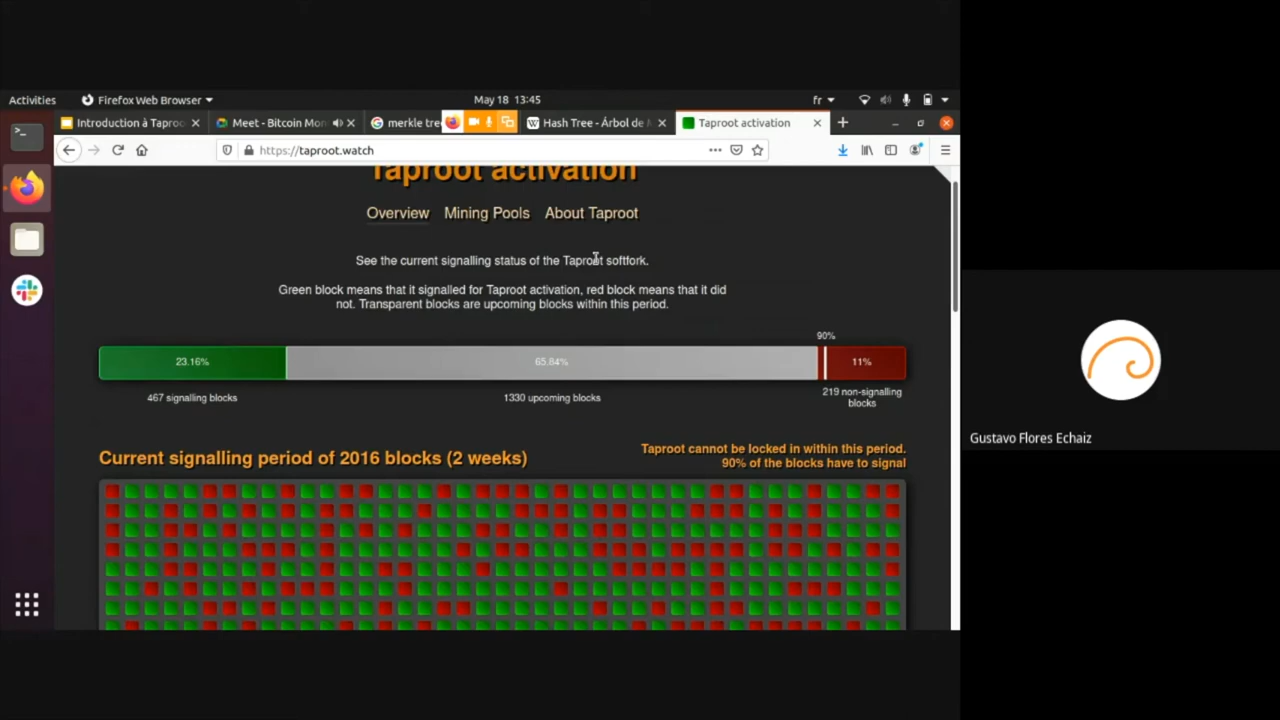 Activities
Firefox Web Browser
May 18 13:45
fr
Introduction à Tapro
Meet - Bitcoin Mon
merkle tre
Hash Tree - Árbol de M
Taproot activation
https://taproot.watch
Taproot activation
Overview
Mining Pools
About Taproot
See the current signalling status of the Taproot softfork.
Green block means that it signalled for Taproot activation, red block means that it did
not. Transparent blocks are upcoming blocks within this period.
90%
23.16%
65.84%
11%
467 signalling blocks
1330 upcoming blocks
219 non-signalling
blocks
Current signalling period of 2016 blocks (2 weeks)
Taproot cannot be locked in within this period.
90% of the blocks have to signal
Gustavo Flores Echaiz